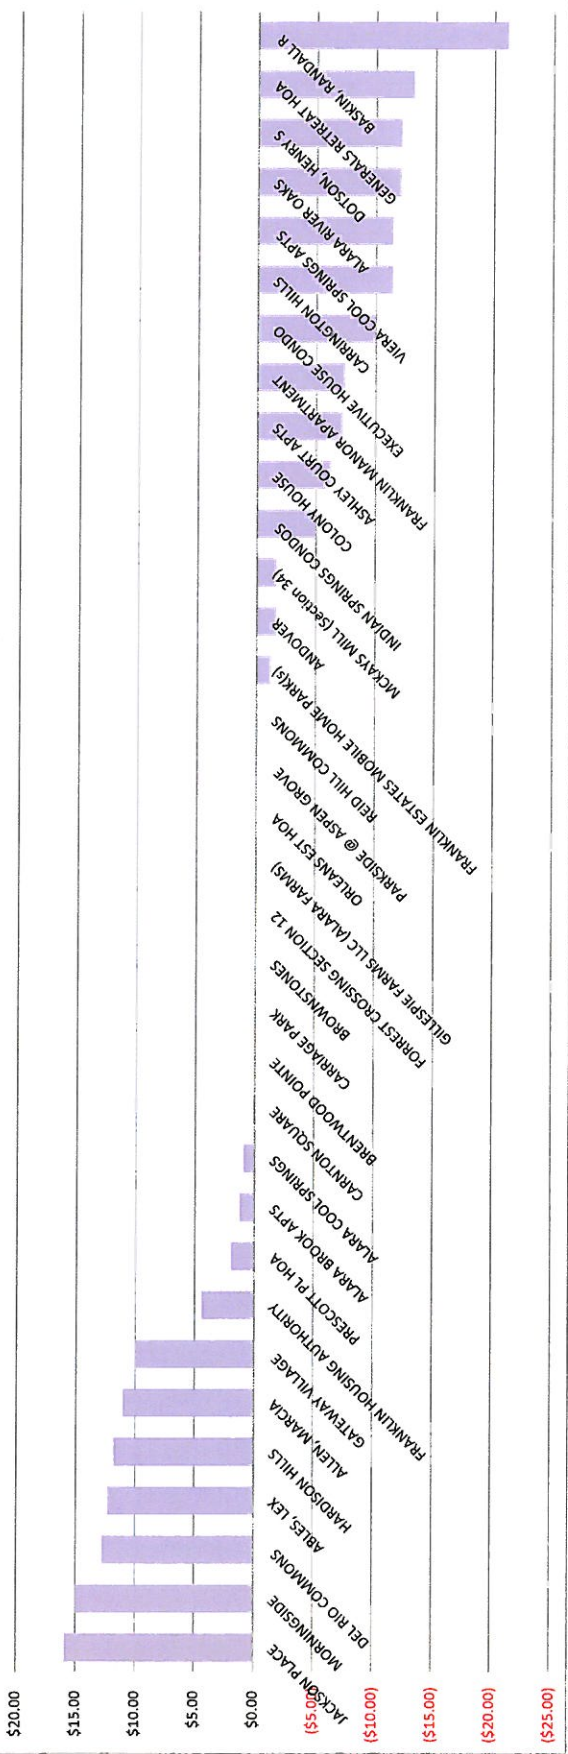 $20.00
$15.00
$10.00
$5.00
$0.00
($5.00)
($10.00)
($15.00)
($20.00)
($25.00)
JACKSON PLACE
MORNINGSIDE
DEL RIO COMMONS
ABLES, LEX
HARDISON HILLS
ALLEN, MARCIA
GATEWAY VILLAGE
FRANKLIN HOUSING AUTHORITY
PRESCOTT PL HOA
ALARA BROOK APTS
ALARA COOL SPRINGS
CARNTON SQUARE
BRENTWOOD POINTE
CARRIAGE PARK
BROWNSTONES
FORREST CROSSING SECTION 12
GILLESPIE FARMS LLC (ALARA FARMS)
ORLEANS EST HOA
PARKSIDE @ ASPEN GROVE
REID HILL COMMONS
FRANKLIN ESTATES MOBILE HOME PARK(s)
ANDOVER
MCKAYS MILL (Section 34)
INDIAN SPRINGS CONDOS
COLONY HOUSE
ASHLEY COURT APTS
FRANKLIN MANOR APARTMENT
EXECUTIVE HOUSE CONDO
CARRINGTON HILLS
VIERA COOL SPRINGS APTS
ALARA RIVER OAKS
DOTSON, HENRY S
GENERALS RETREAT HOA
BASKIN, RANDALL R